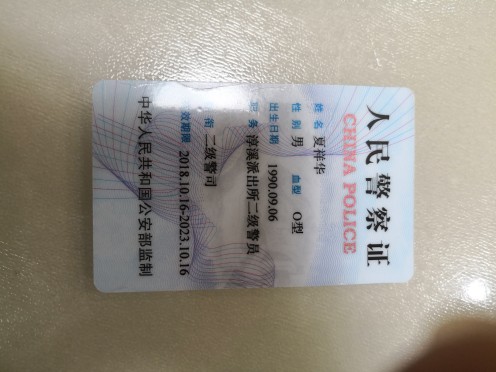 人民警察证
CHINA POLICE
姓 名 夏祥华
性 别 男 血型 O型
出生日期 1990.09.06
职 务 淳溪派出所二级警员
衔 二级警司
效期限 2018.10.16-2023.10.16
中华人民共和国公安部监制